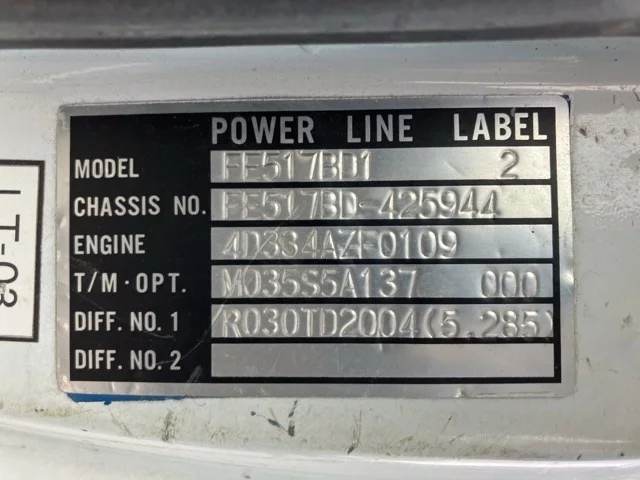 POWER LINE LABEL
MODEL FE517BD1 2
CHASSIS NO. FE517BD-425944
ENGINE 4D334AZF0109
T/M·OPT. M035S5A137 000
DIFF. NO. 1 R030TD2004(5.285)
DIFF. NO. 2
LT-03